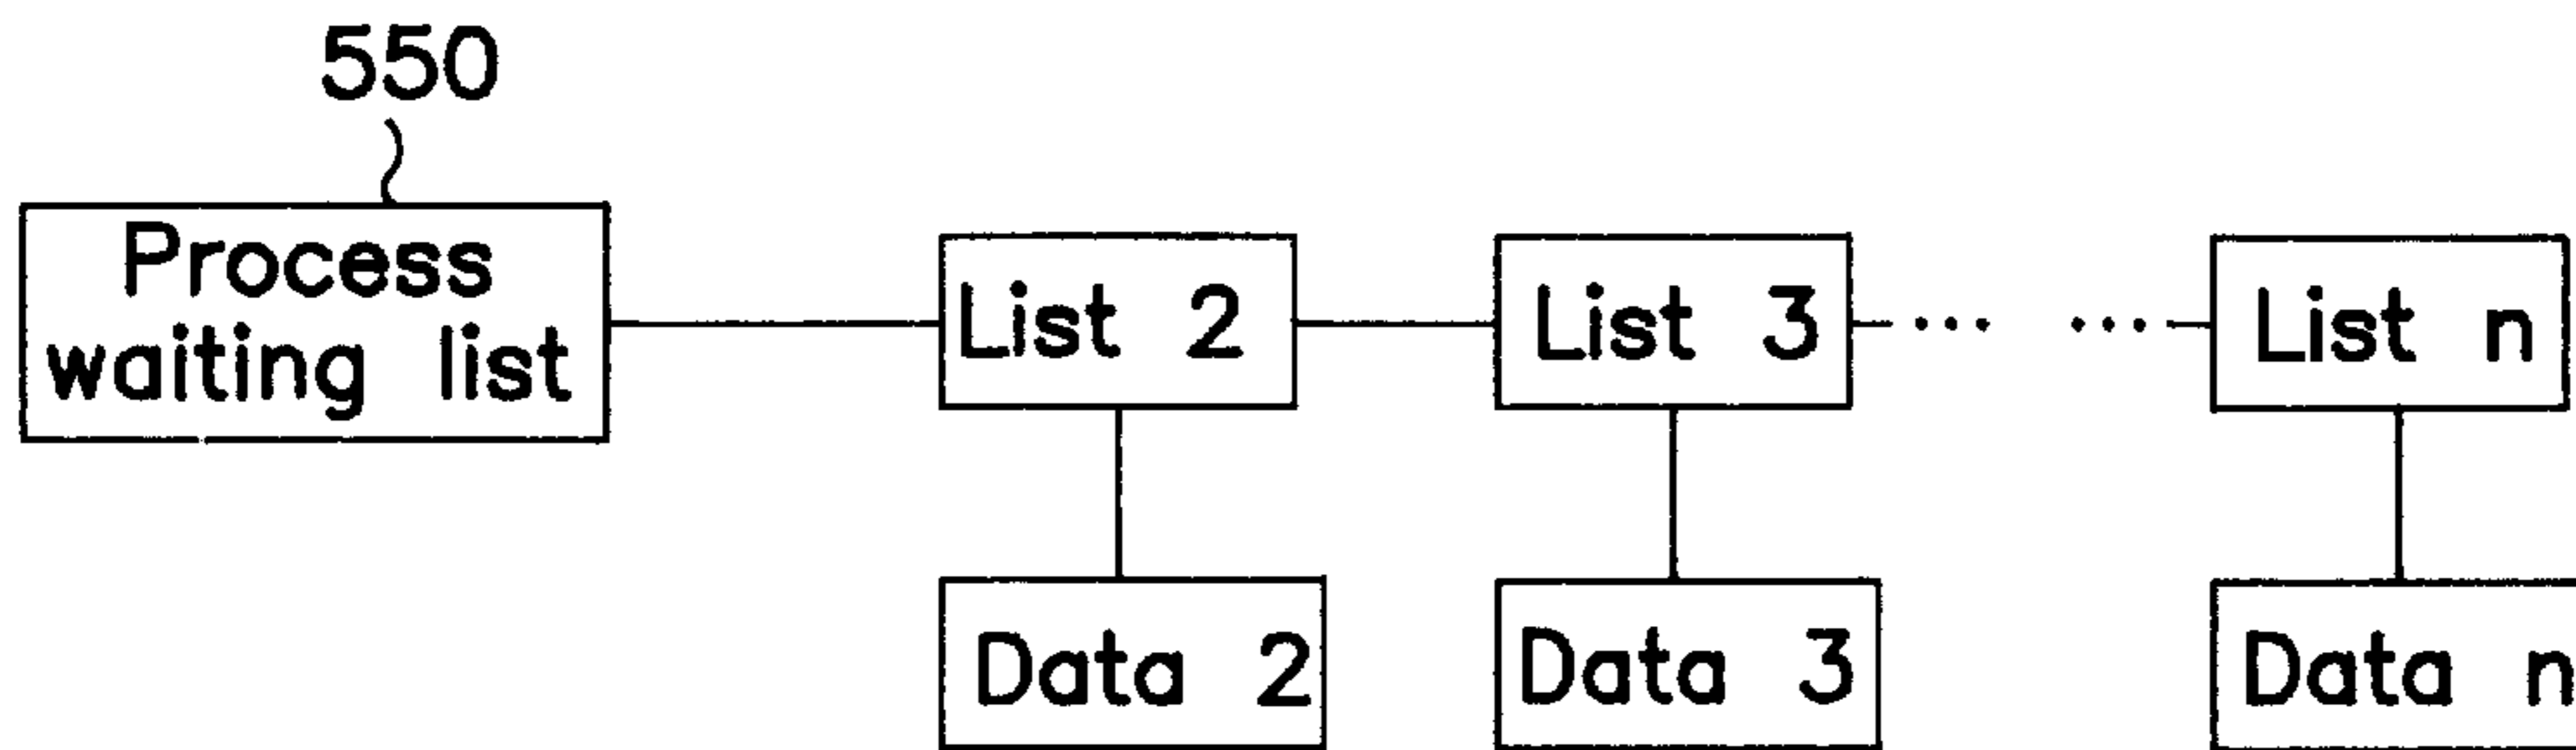 550
Process
waiting list
List 2
List 3
List n
Data 2
Data 3
Data n